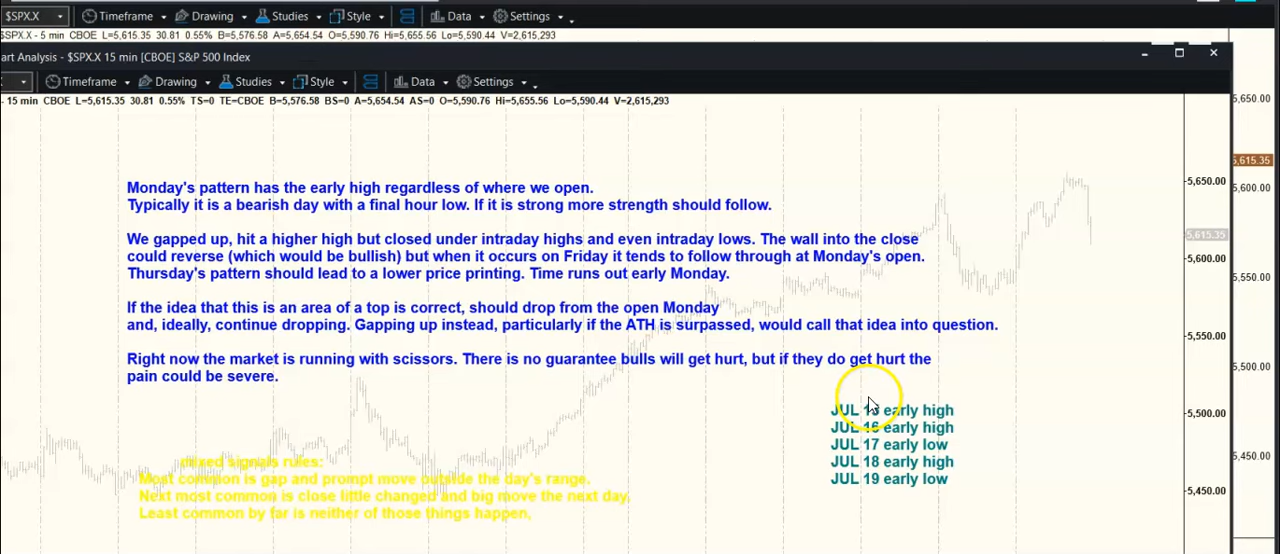 $SPX.X Timeframe Drawing Studies Style Data Settings
$SPX.X - 5 min CBOE L=5,615.35 30.81 0.55% B=5,576.58 A=5,654.54 O=5,590.76 Hi=5,655.56 Lo=5,590.44 V=2,615,293
art Analysis - $SPX.X 15 min [CBOE] S&P 500 Index
Timeframe Drawing Studies Style Data Settings
- 15 min CBOE L=5,615.35 30.81 0.55% TS=0 TE=CBOE B=5,576.58 BS=0 A=5,654.54 AS=0 O=5,590.76 Hi=5,655.56 Lo=5,590.44 V=2,615,293
Monday's pattern has the early high regardless of where we open.
Typically it is a bearish day with a final hour low. If it is strong more strength should follow.
We gapped up, hit a higher high but closed under intraday highs and even intraday lows. The wall into the close
could reverse (which would be bullish) but when it occurs on Friday it tends to follow through at Monday's open.
Thursday's pattern should lead to a lower price printing. Time runs out early Monday.
If the idea that this is an area of a top is correct, should drop from the open Monday
and, ideally, continue dropping. Gapping up instead, particularly if the ATH is surpassed, would call that idea into question.
Right now the market is running with scissors. There is no guarantee bulls will get hurt, but if they do get hurt the
pain could be severe.
JUL 15 early high
JUL 16 early high
JUL 17 early low
JUL 18 early high
JUL 19 early low
mixed signals rules:
Most common is gap and prompt move outside the day's range.
Next most common is close little changed and big move the next day.
Least common by far is neither of those things happen,
5,650.00
5,615.35
5,600.00
5,550.00
5,500.00
5,450.00
5,650.00
5,615.35
5,600.00
5,550.00
5,500.00
5,450.00